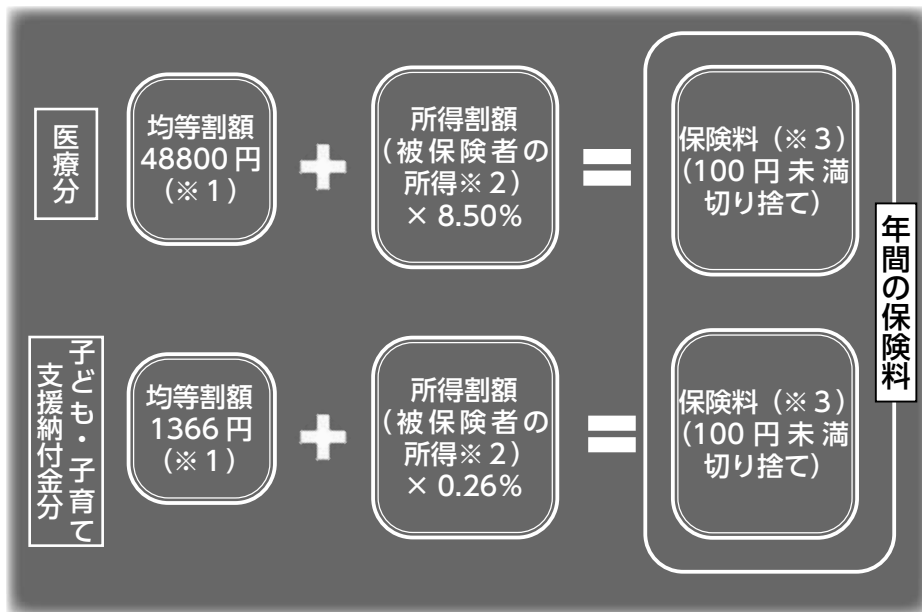 医療分
均等割額
48800円
(※1)
+
所得割額
(被保険者の
所得※2)
× 8.50%
=
保険料(※3)
(100円未満
切り捨て)
子ども・子育て
支援納付金分
均等割額
1366円
(※1)
+
所得割額
(被保険者の
所得※2)
× 0.26%
=
保険料(※3)
(100円未満
切り捨て)
年間の保険料